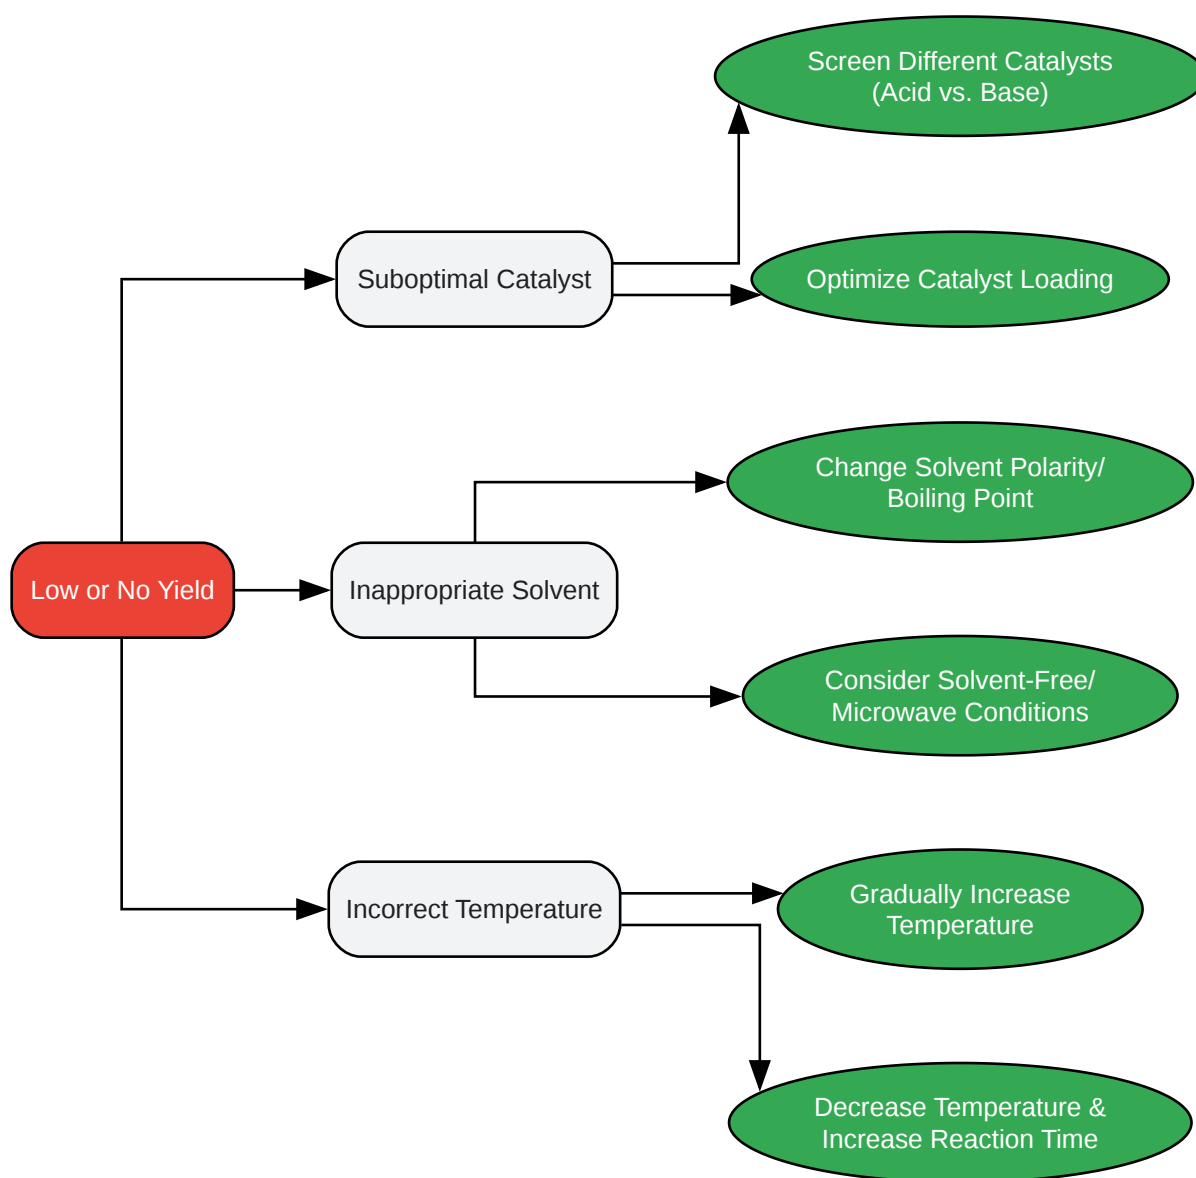 Screen Different Catalysts
(Acid vs. Base)
Suboptimal Catalyst
Optimize Catalyst Loading
Change Solvent Polarity/
Boiling Point
Low or No Yield
Inappropriate Solvent
Consider Solvent-Free/
Microwave Conditions
Incorrect Temperature
Gradually Increase
Temperature
Decrease Temperature &
Increase Reaction Time